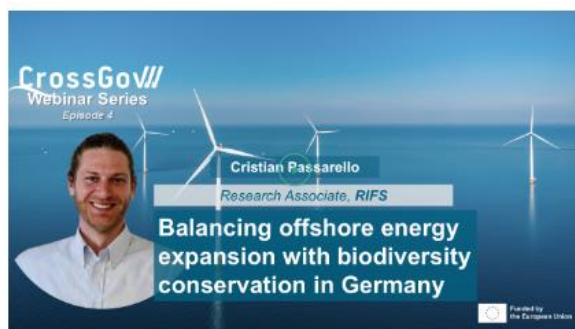 CrossGov///
Webinar Series
Episode 4
Cristian Passarello
Research Associate, RIFS
Balancing offshore energy
expansion with biodiversity
conservation in Germany
Funded by
the European Union